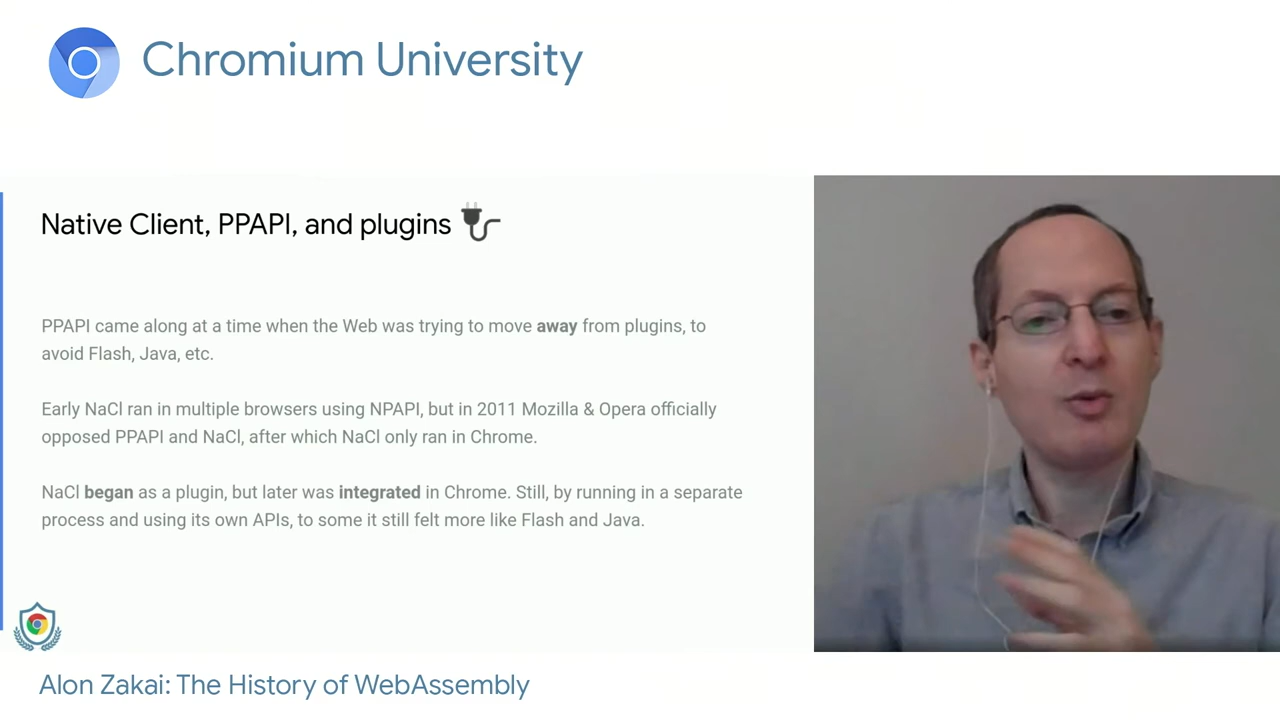 Chromium University
Native Client, PPAPI, and plugins
PPAPI came along at a time when the Web was trying to move away from plugins, to
avoid Flash, Java, etc.
Early NaCl ran in multiple browsers using NPAPI, but in 2011 Mozilla & Opera officially
opposed PPAPI and NaCl, after which NaCl only ran in Chrome.
NaCl began as a plugin, but later was integrated in Chrome. Still, by running in a separate
process and using its own APIs, to some it still felt more like Flash and Java.
Alon Zakai: The History of WebAssembly